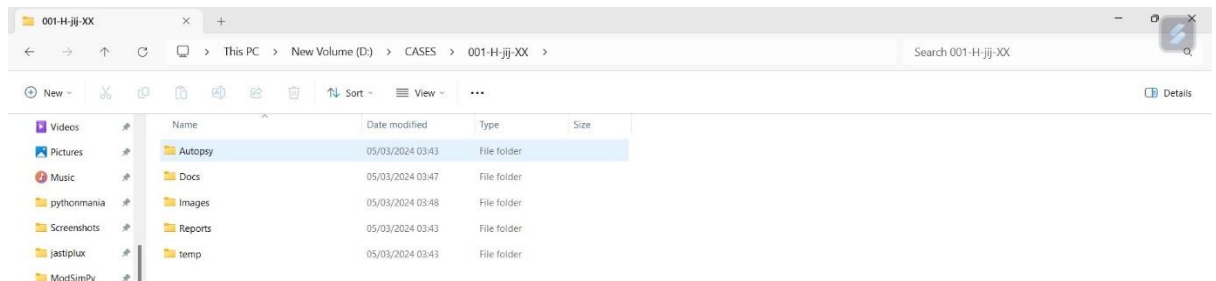 001-H-jij-XX
This PC > New Volume (D:) > CASES > 001-H-jij-XX >
Search 001-H-jij-XX
New
Sort
View
Details
Videos
Pictures
Music
pythonmania
Screenshots
jastiplux
ModSimPy
Name Date modified Type Size
Autopsy 05/03/2024 03:43 File folder
Docs 05/03/2024 03:47 File folder
Images 05/03/2024 03:48 File folder
Reports 05/03/2024 03:43 File folder
temp 05/03/2024 03:43 File folder